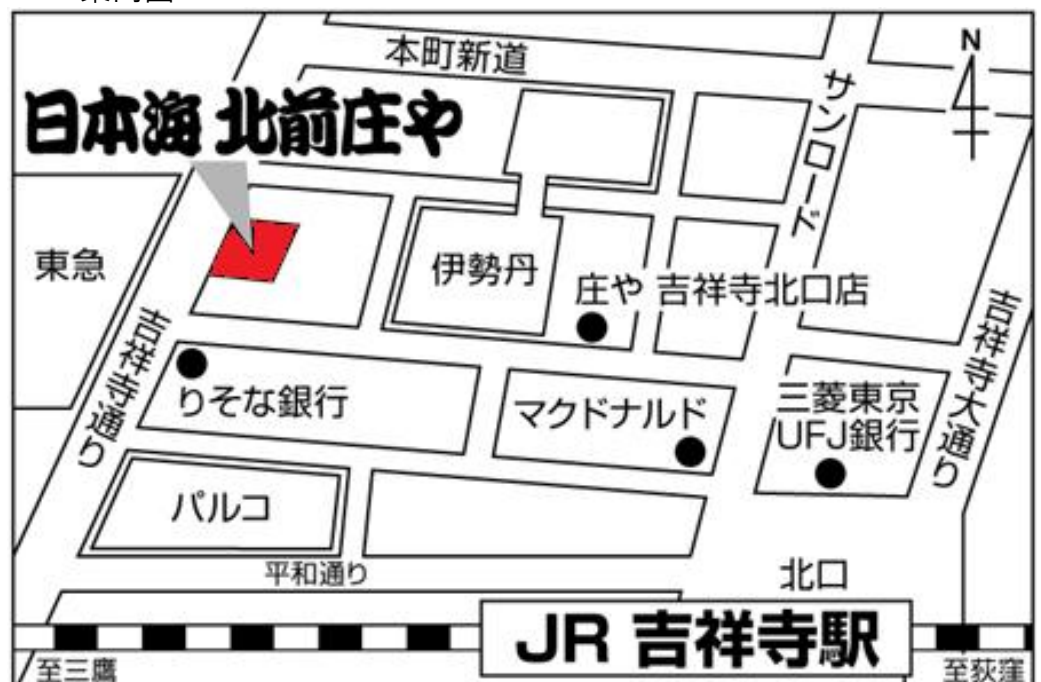 本町新道
N
サンロード
日本海 北前庄や
東急
伊勢丹
庄や 吉祥寺北口店
吉祥寺通り
吉祥寺大通り
りそな銀行
マクドナルド
三菱東京
UFJ銀行
パルコ
平和通り
北口
JR 吉祥寺駅
至三鷹
至荻窪